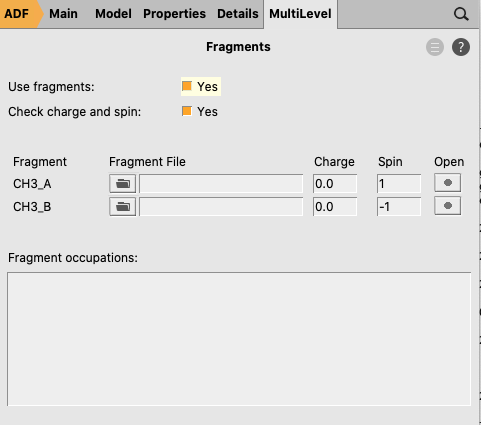 ADF Main Model Properties Details MultiLevel
Fragments
Use fragments: Yes
Check charge and spin: Yes
Fragment Fragment File Charge Spin Open
CH3_A 0.0 1
CH3_B 0.0 -1
Fragment occupations: